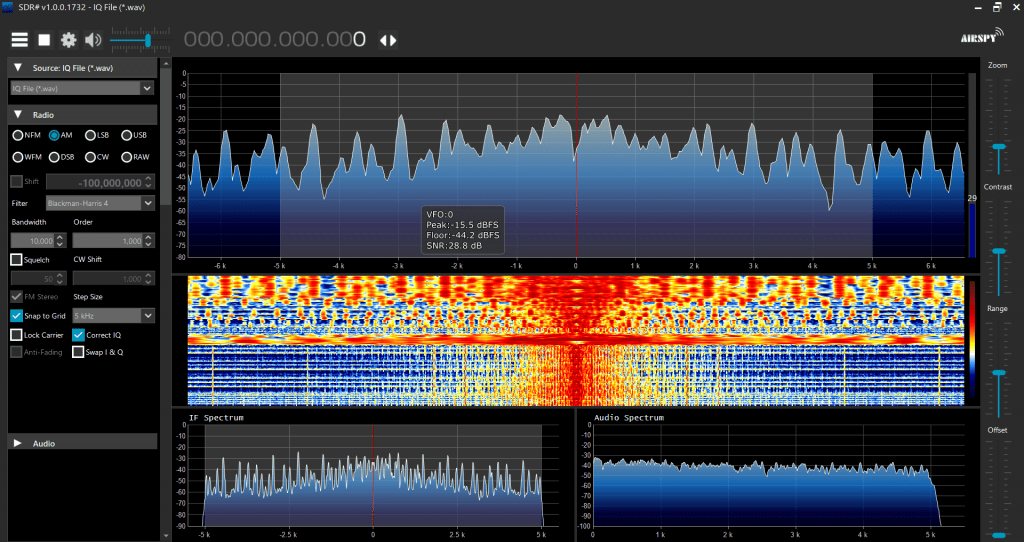 SDR# v1.0.0.1732 - IQ File (*.wav)
000.000.000.000
AIRSPY
Source: IQ File (*.wav)
IQ File (*.wav)
Radio
NFM AM LSB USB
WFM DSB CW RAW
Shift -100,000,000
Filter Blackman-Harris 4
Bandwidth Order
10,000 1,000
Squelch CW Shift
50 1,000
FM Stereo Step Size
Snap to Grid 5 kHz
Lock Carrier Correct IQ
Anti-Fading Swap I & Q
Audio
0
-5
-10
-15
-20
-25
-30
-35
-40
-45
-50
-55
-60
-65
-70
-75
-80
-6 k -5 k -4 k -3 k -2 k -1 k 0 1 k 2 k 3 k 4 k 5 k 6 k
VFO:0
Peak:-15.5 dBFS
Floor:-44.2 dBFS
SNR:28.8 dB
29
IF Spectrum
0
-10
-20
-30
-40
-50
-60
-70
-80
-90
-5 k -2 k 0 2 k 5 k
Audio Spectrum
0
-10
-20
-30
-40
-50
-60
-70
-80
-90
-100
0 1 k 2 k 3 k 4 k 5 k
Zoom
Contrast
Range
Offset